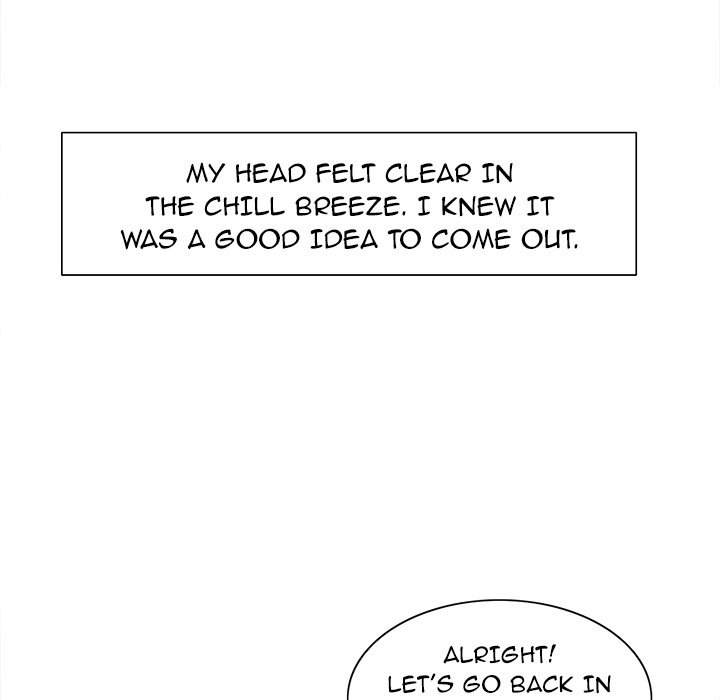 MY HEAD FELT CLEAR IN
THE CHILL BREEZE. I KNEW IT
WAS A GOOD IDEA TO COME OUT.
ALRIGHT!
LET'S GO BACK IN